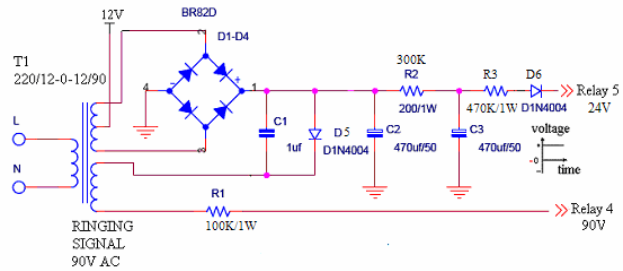 BR82D
12V
D1-D4
T1
220/12-0-12/90
2
4
1
3
+
300K
R2
200/1W
R3
470K/1W
D6
D1N4004
Relay 5
24V
L
N
C1
1uf
D5
D1N4004
C2
470uf/50
C3
470uf/50
voltage
+
-0
-
time
R1
100K/1W
Relay 4
90V
RINGING
SIGNAL
90V AC